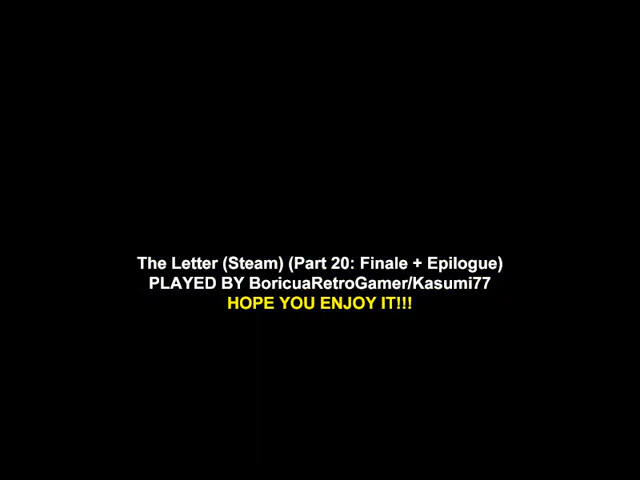 The Letter (Steam) (Part 20: Finale + Epilogue)
PLAYED BY BoricuaRetroGamer/Kasumi77
HOPE YOU ENJOY IT!!!